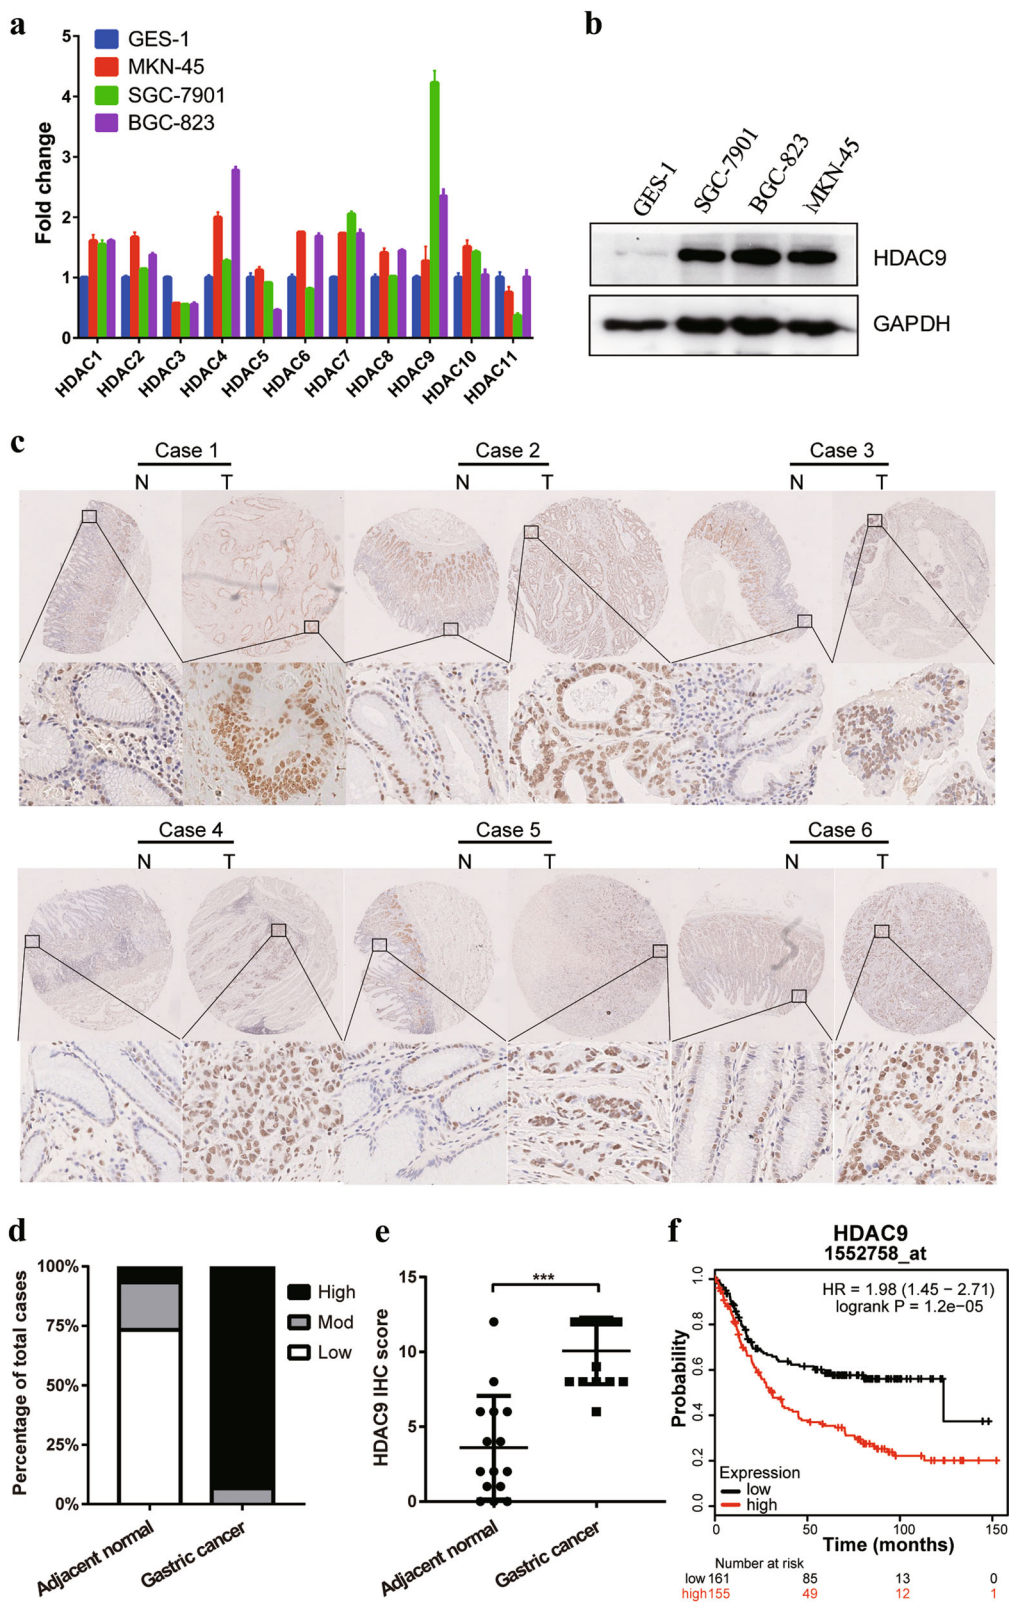 a
Fold change
5
4
3
2
1
0
GES-1
MKN-45
SGC-7901
BGC-823
HDAC1
HDAC2
HDAC3
HDAC4
HDAC5
HDAC6
HDAC7
HDAC8
HDAC9
HDAC10
HDAC11
b
GES-1
SGC-7901
BGC-823
MKN-45
HDAC9
GAPDH
c
Case 1
N T
Case 2
N T
Case 3
N T
Case 4
N T
Case 5
N T
Case 6
N T
d
Percentage of total cases
100%
75%
50%
25%
0%
High
Mod
Low
Adjacent normal
Gastric cancer
e
HDAC9 IHC score
15
10
5
0
***
Adjacent normal
Gastric cancer
f
HDAC9
1552758_at
HR = 1.98 (1.45 − 2.71)
logrank P = 1.2e−05
Probability
1.0
0.8
0.6
0.4
0.2
0.0
Expression
low
high
0 50 100 150
Time (months)
Number at risk
low 161 85 13 0
high 155 49 12 1